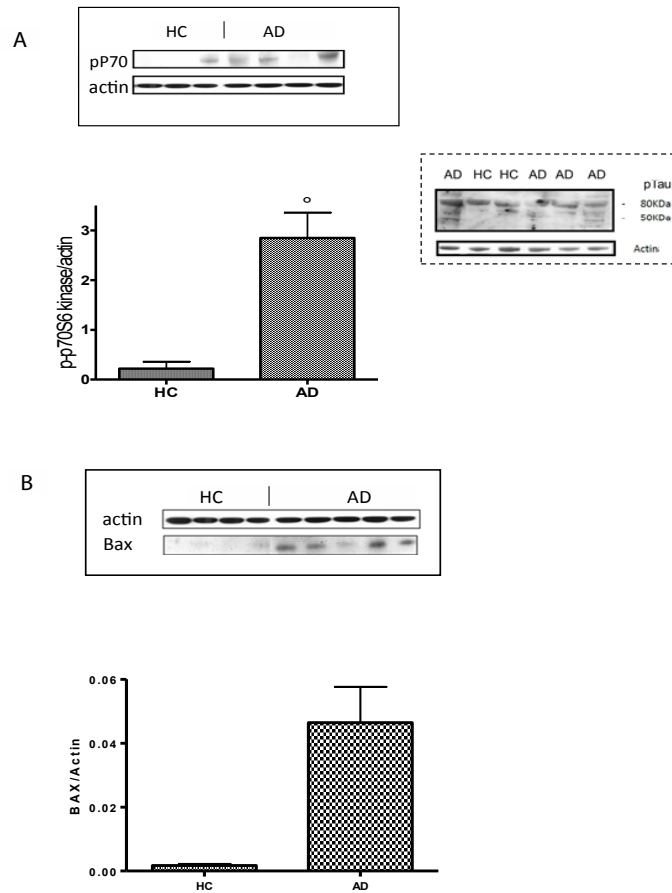 A
HC | AD
pP70
actin
AD HC HC AD AD AD
pTau
- 80KDa
- 50KDa
Actin
p-p70S6 kinase/actin
3
2
1
0
HC AD
B
HC | AD
actin
Bax
BAX/Actin
0.06
0.04
0.02
0.00
HC AD